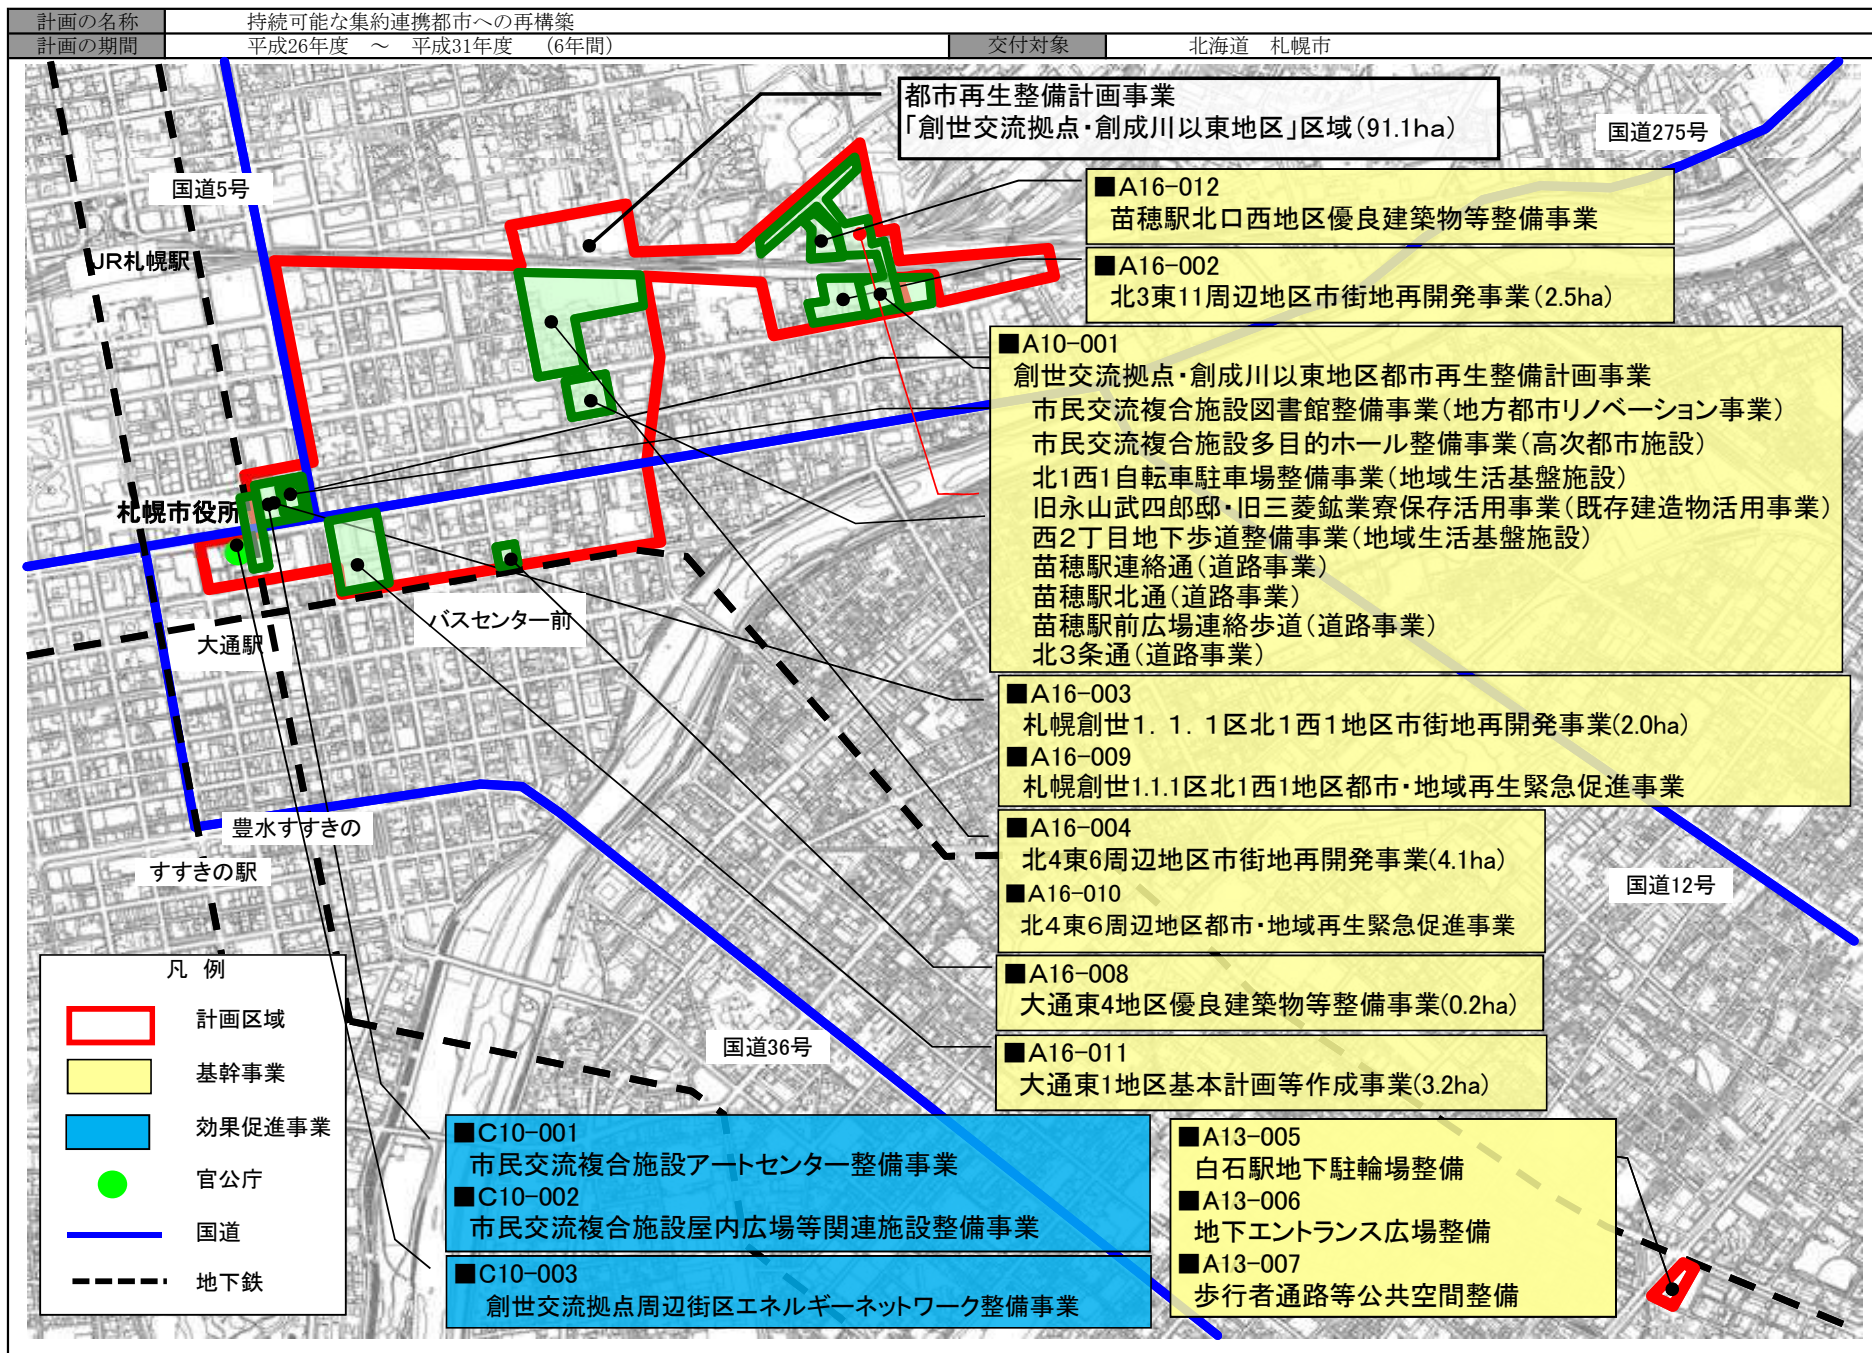 計画の名称 持続可能な集約連携都市への再構築
計画の期間 平成26年度 ～ 平成31年度 (6年間) 交付対象 北海道 札幌市
都市再生整備計画事業
「創世交流拠点・創成川以東地区」区域(91.1ha)
国道275号
国道5号
JR札幌駅
■A16-012
苗穂駅北口西地区優良建築物等整備事業
■A16-002
北3東11周辺地区市街地再開発事業(2.5ha)
■A10-001
創世交流拠点・創成川以東地区都市再生整備計画事業
市民交流複合施設図書館整備事業(地方都市リノベーション事業)
市民交流複合施設多目的ホール整備事業(高次都市施設)
北1西1自転車駐車場整備事業(地域生活基盤施設)
旧永山武四郎邸・旧三菱鉱業寮保存活用事業(既存建造物活用事業)
西２丁目地下歩道整備事業(地域生活基盤施設)
苗穂駅連絡通(道路事業)
苗穂駅北通(道路事業)
苗穂駅前広場連絡歩道(道路事業)
北３条通(道路事業)
札幌市役所
バスセンター前
大通駅
■A16-003
札幌創世1．1．1区北1西1地区市街地再開発事業(2.0ha)
■A16-009
札幌創世1.1.1区北1西1地区都市・地域再生緊急促進事業
■A16-004
北4東6周辺地区市街地再開発事業(4.1ha)
■A16-010
北４東６周辺地区都市・地域再生緊急促進事業
豊水すすきの
すすきの駅
国道12号
■A16-008
大通東4地区優良建築物等整備事業(0.2ha)
■A16-011
大通東1地区基本計画等作成事業(3.2ha)
国道36号
凡 例
計画区域
基幹事業
効果促進事業
官公庁
国道
地下鉄
■C10-001
市民交流複合施設アートセンター整備事業
■C10-002
市民交流複合施設屋内広場等関連施設整備事業
■C10-003
創世交流拠点周辺街区エネルギーネットワーク整備事業
■A13-005
白石駅地下駐輪場整備
■A13-006
地下エントランス広場整備
■A13-007
歩行者通路等公共空間整備